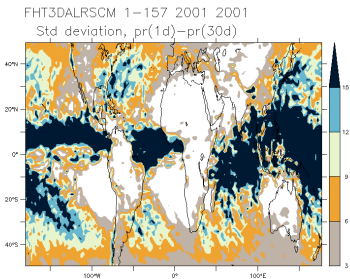 FHT3DALRSCM 1-157 2001 2001
Std deviation, pr(1d)-pr(30d)
40°N
20°N
0°
20°S
40°S
100°W
0°
100°E
15
12
9
6
3